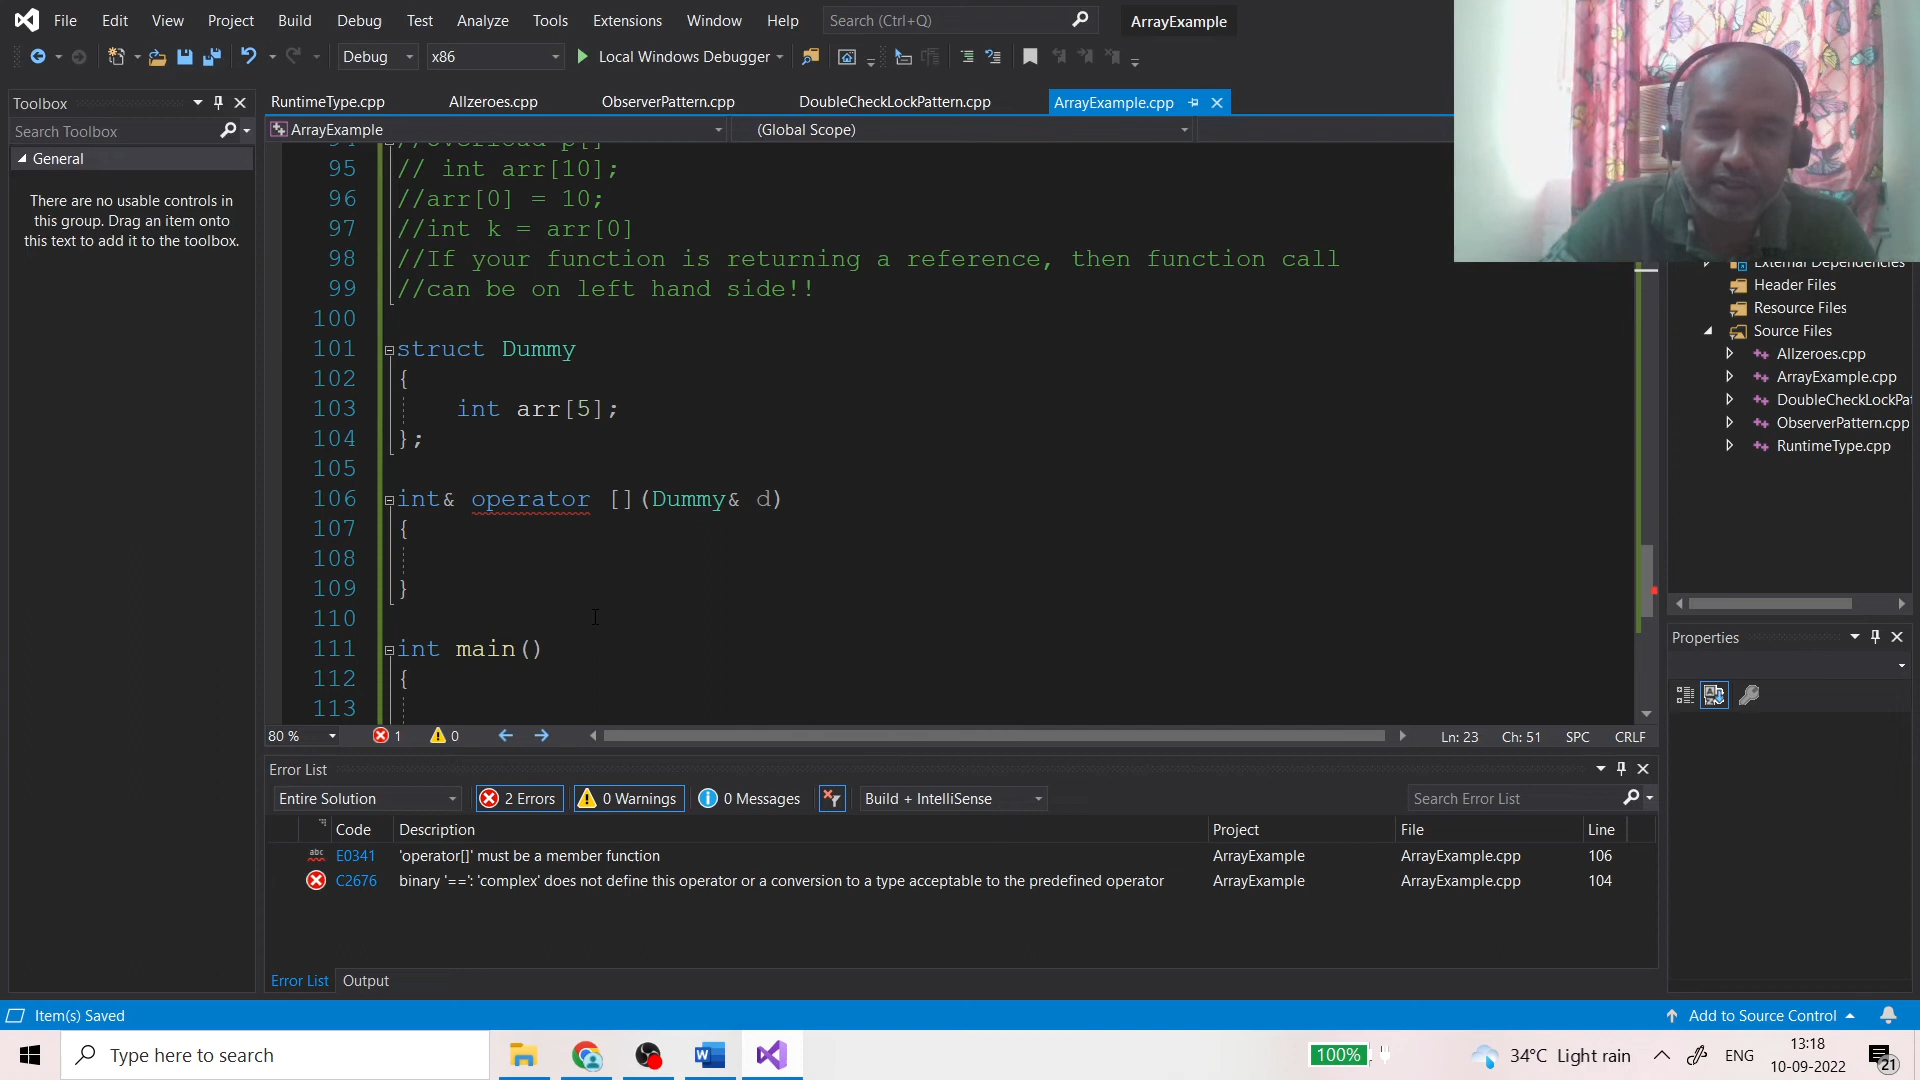 File Edit View Project Build Debug Test Analyze Tools Extensions Window Help Search (Ctrl+Q) ArrayExample
Debug x86 Local Windows Debugger
Toolbox
Search Toolbox
General
There are no usable controls in
this group. Drag an item onto
this text to add it to the toolbox.
RuntimeType.cpp Allzeroes.cpp ObserverPattern.cpp DoubleCheckLockPattern.cpp ArrayExample.cpp
ArrayExample (Global Scope)
94 //overload p[]
95 // int arr[10];
96 //arr[0] = 10;
97 //int k = arr[0]
98 //If your function is returning a reference, then function call
99 //can be on left hand side!!
100
101 struct Dummy
102 {
103 int arr[5];
104 };
105
106 int& operator [](Dummy& d)
107 {
108
109 }
110
111 int main()
112 {
113
80 % 1 0 Ln: 23 Ch: 51 SPC CRLF
External Dependencies
Header Files
Resource Files
Source Files
Allzeroes.cpp
ArrayExample.cpp
DoubleCheckLockPat
ObserverPattern.cpp
RuntimeType.cpp
Properties
Error List
Entire Solution 2 Errors 0 Warnings 0 Messages Build + IntelliSense Search Error List
Code Description Project File Line
abc E0341 'operator[]' must be a member function ArrayExample ArrayExample.cpp 106
C2676 binary '==': 'complex' does not define this operator or a conversion to a type acceptable to the predefined operator ArrayExample ArrayExample.cpp 104
Error List Output
Item(s) Saved Add to Source Control
Type here to search 100% 34°C Light rain ENG 13:18
10-09-2022
21